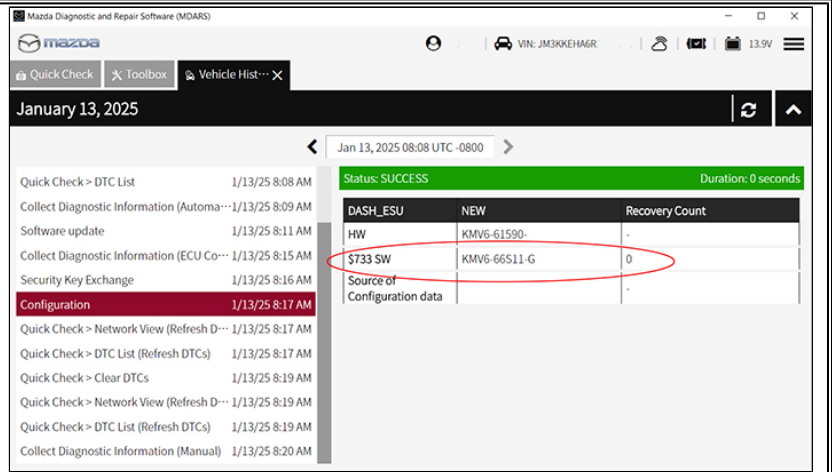 Mazda Diagnostic and Repair Software (MDARS)
mazda
VIN: JM3KKEHA6R
13.9V
Quick Check
Toolbox
Vehicle Hist···
January 13, 2025
Jan 13, 2025 08:08 UTC -0800
Quick Check > DTC List 1/13/25 8:08 AM
Collect Diagnostic Information (Automa··· 1/13/25 8:09 AM
Software update 1/13/25 8:11 AM
Collect Diagnostic Information (ECU Co··· 1/13/25 8:15 AM
Security Key Exchange 1/13/25 8:16 AM
Configuration 1/13/25 8:17 AM
Quick Check > Network View (Refresh D··· 1/13/25 8:17 AM
Quick Check > DTC List (Refresh DTCs) 1/13/25 8:17 AM
Quick Check > Clear DTCs 1/13/25 8:19 AM
Quick Check > Network View (Refresh D··· 1/13/25 8:19 AM
Quick Check > DTC List (Refresh DTCs) 1/13/25 8:19 AM
Collect Diagnostic Information (Manual) 1/13/25 8:20 AM
Status: SUCCESS Duration: 0 seconds
DASH_ESU NEW Recovery Count
HW KMV6-61590- -
$733 SW KMV6-66S11-G 0
Source of
Configuration data -